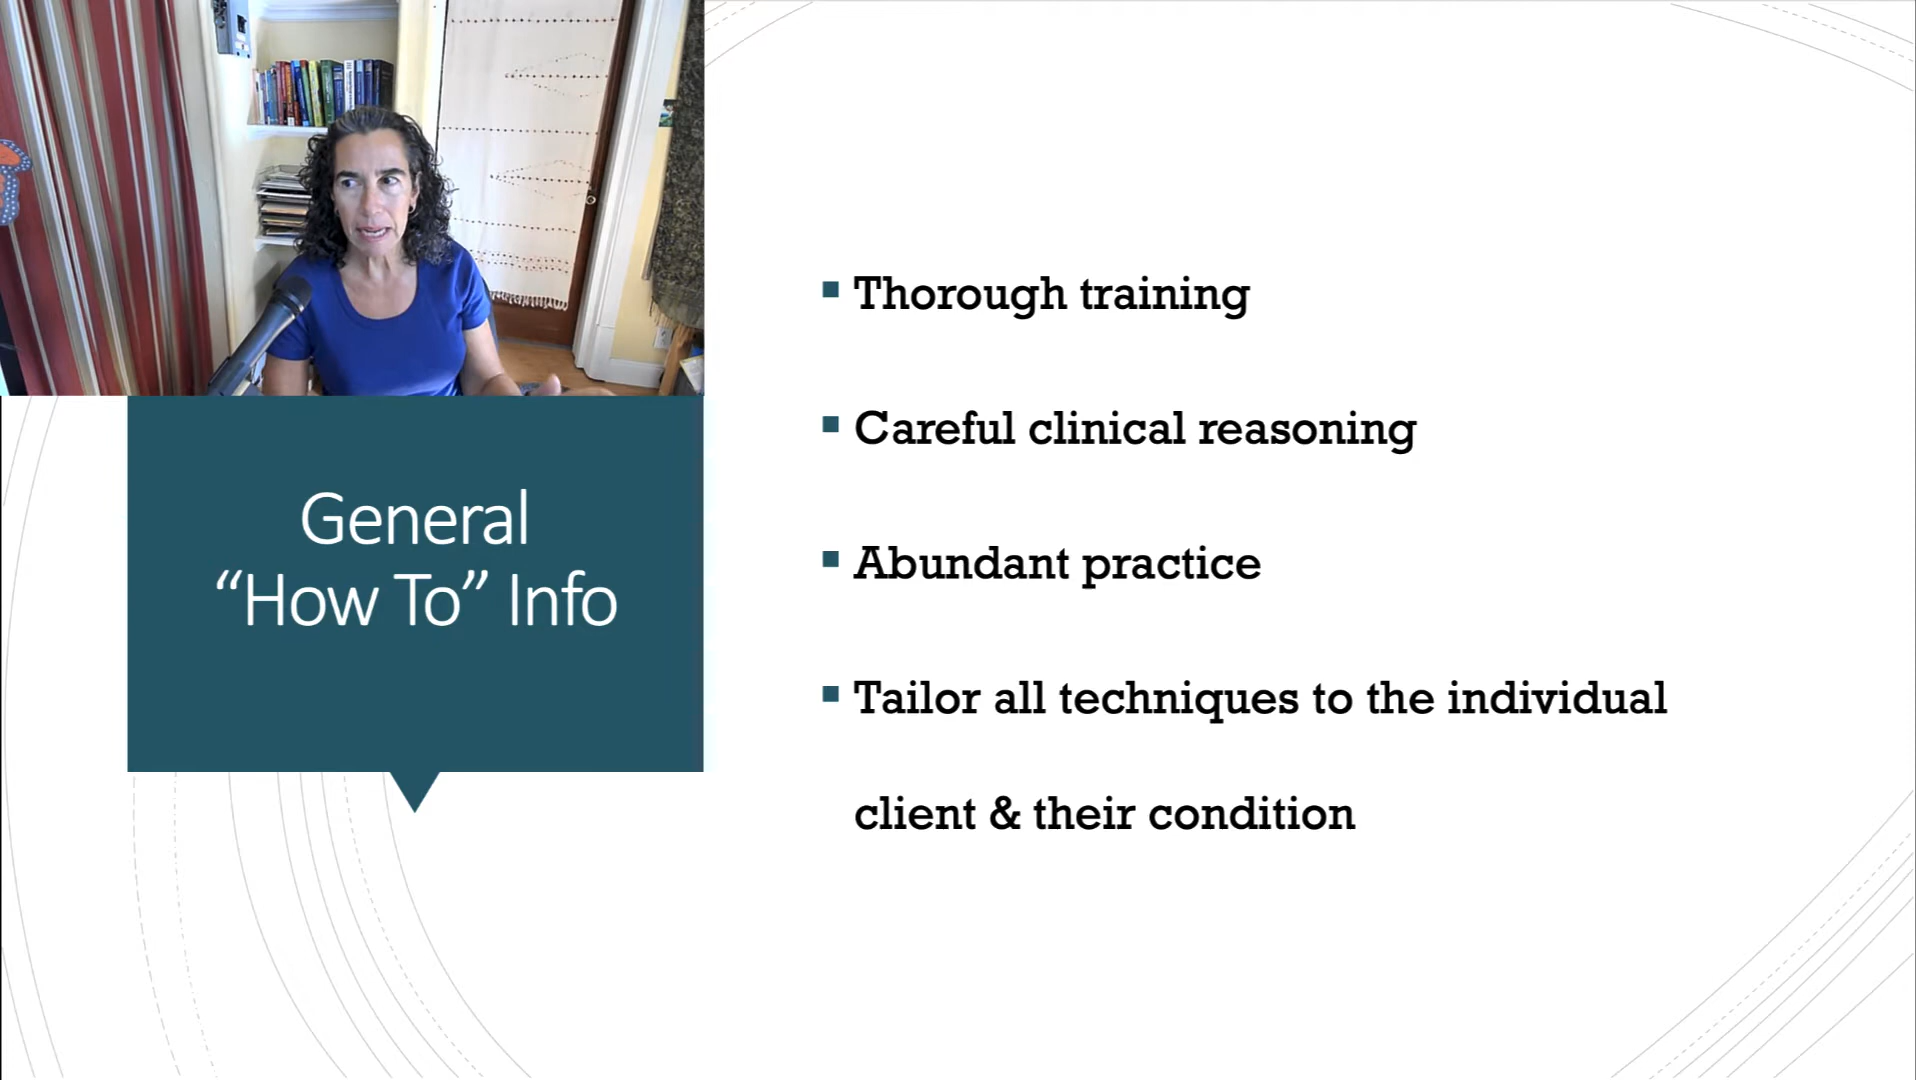 General
“How To” Info
Thorough training
Careful clinical reasoning
Abundant practice
Tailor all techniques to the individual
client & their condition